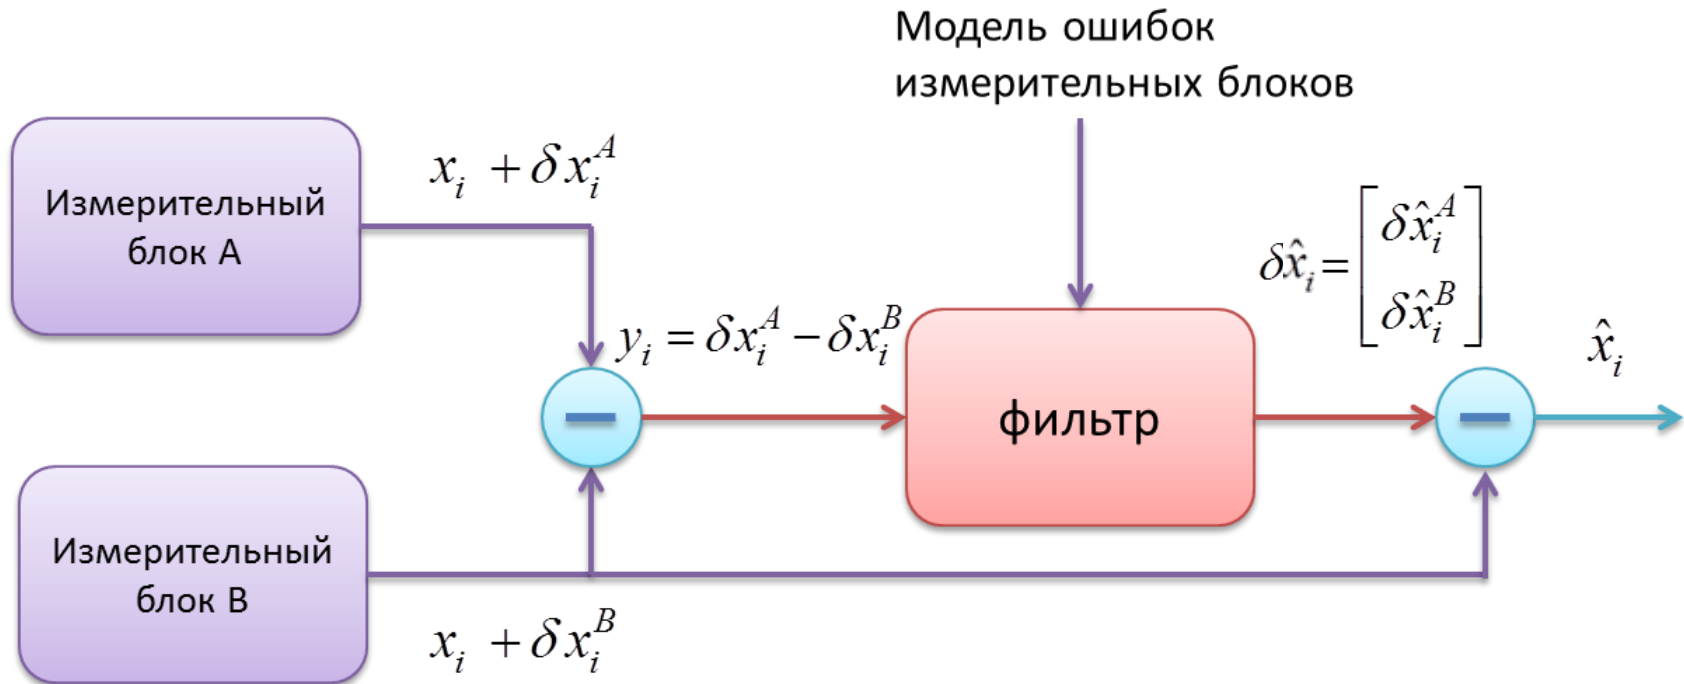 Модель ошибок
измерительных блоков
Измерительный
блок А
x_i + δx_i^A
y_i = δx_i^A − δx_i^B
фильтр
δx̂_i = [δx̂_i^A
δx̂_i^B]
x̂_i
Измерительный
блок В
x_i + δx_i^B